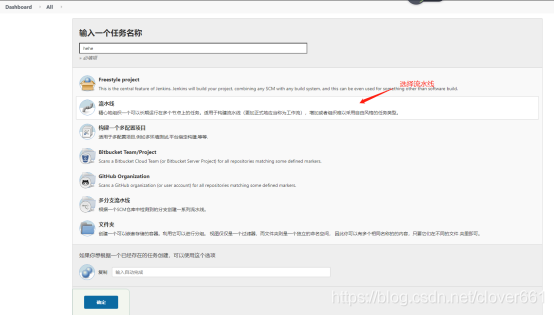 Dashboard › All ›
输入一个任务名称
hehe
» 必填项
Freestyle project
This is the central feature of Jenkins. Jenkins will build your project, combining any SCM with any build system, and this can be even used for something other than software build.
选择流水线
流水线
精心地组织一个可以长期运行在多个节点上的任务。适用于构建流水线（更加正式地应当称为工作流），增加或者组织难以采用自由风格的任务类型。
构建一个多配置项目
适用于多配置项目,例如多环境测试,平台指定构建,等等.
Bitbucket Team/Project
Scans a Bitbucket Cloud Team (or Bitbucket Server Project) for all repositories matching some defined markers.
GitHub Organization
Scans a GitHub organization (or user account) for all repositories matching some defined markers.
多分支流水线
根据一个SCM仓库中检测到的分支创建一系列流水线。
文件夹
创建一个可以嵌套存储的容器。利用它可以进行分组。 视图仅仅是一个过滤器，而文件夹则是一个独立的命名空间， 因此你可以有多个相同名称的的内容，只要它们在不同的文件 夹里即可。
如果你想根据一个已经存在的任务创建，可以使用这个选项
复制
输入自动完成
确定
https://blog.csdn.net/clover661